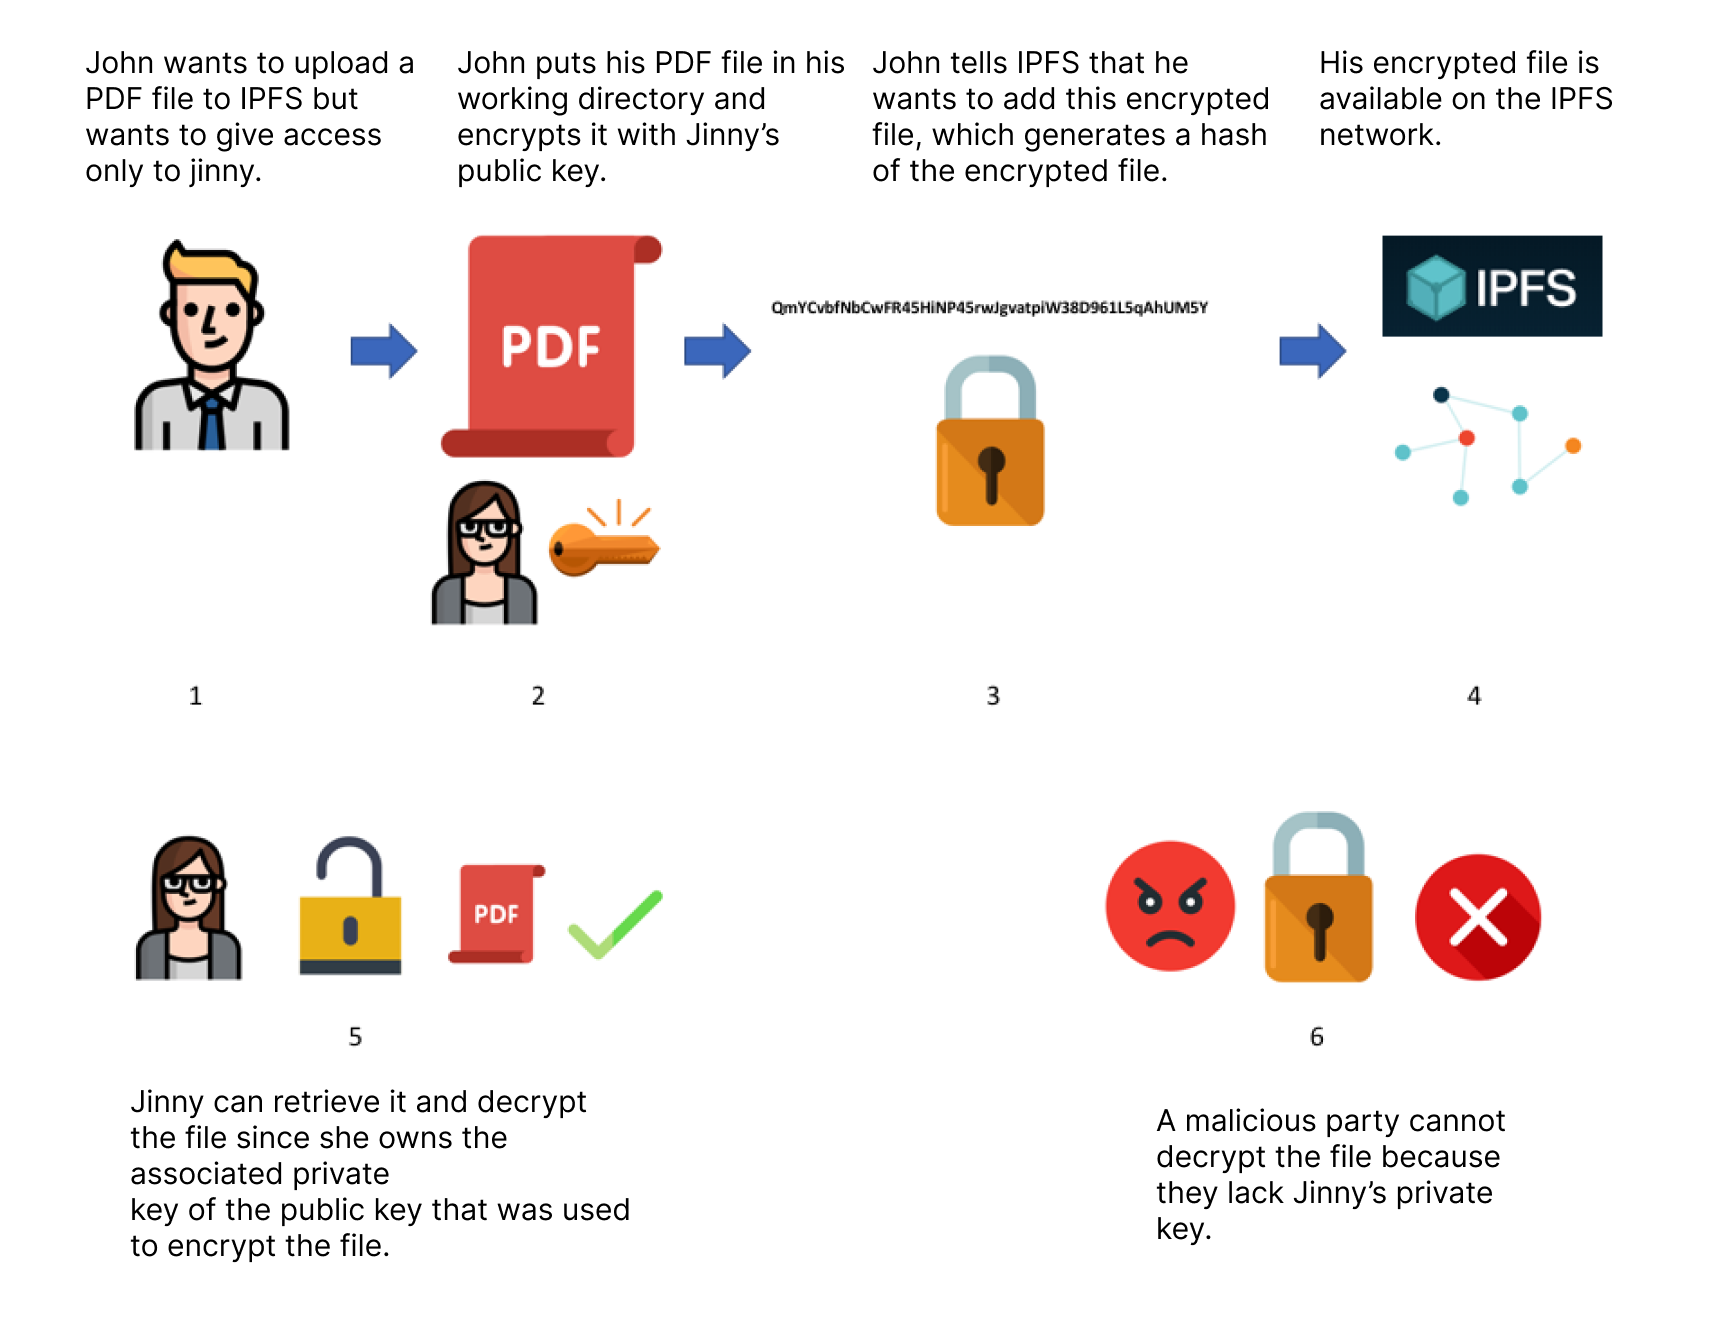 John wants to upload a
PDF file to IPFS but
wants to give access
only to jinny.
John puts his PDF file in his
working directory and
encrypts it with Jinny’s
public key.
John tells IPFS that he
wants to add this encrypted
file, which generates a hash
of the encrypted file.
His encrypted file is
available on the IPFS
network.
PDF
QmYCvbfNbCwFR45HiNP45rwJgvatpiW38D961L5qAhUM5Y
IPFS
1
2
3
4
PDF
5
6
Jinny can retrieve it and decrypt
the file since she owns the
associated private
key of the public key that was used
to encrypt the file.
A malicious party cannot
decrypt the file because
they lack Jinny’s private
key.